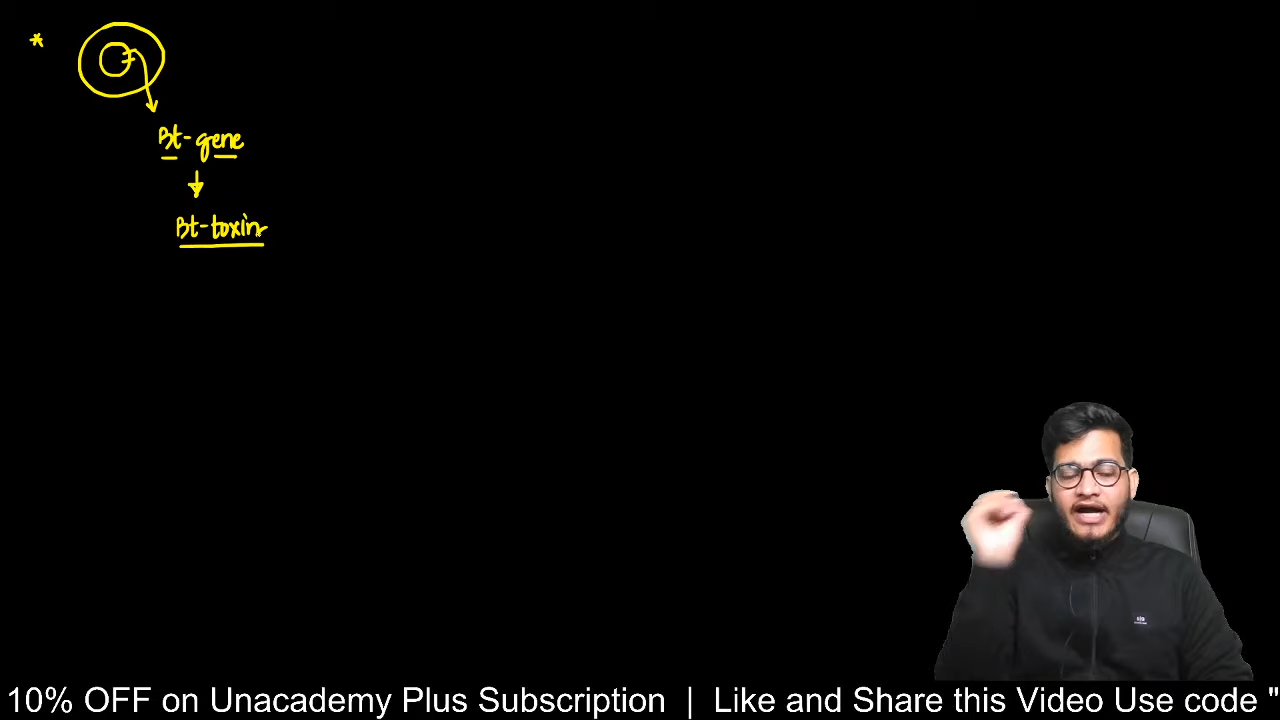 *
Bt-gene
Bt-toxin
10% OFF on Unacademy Plus Subscription | Like and Share this Video Use code "